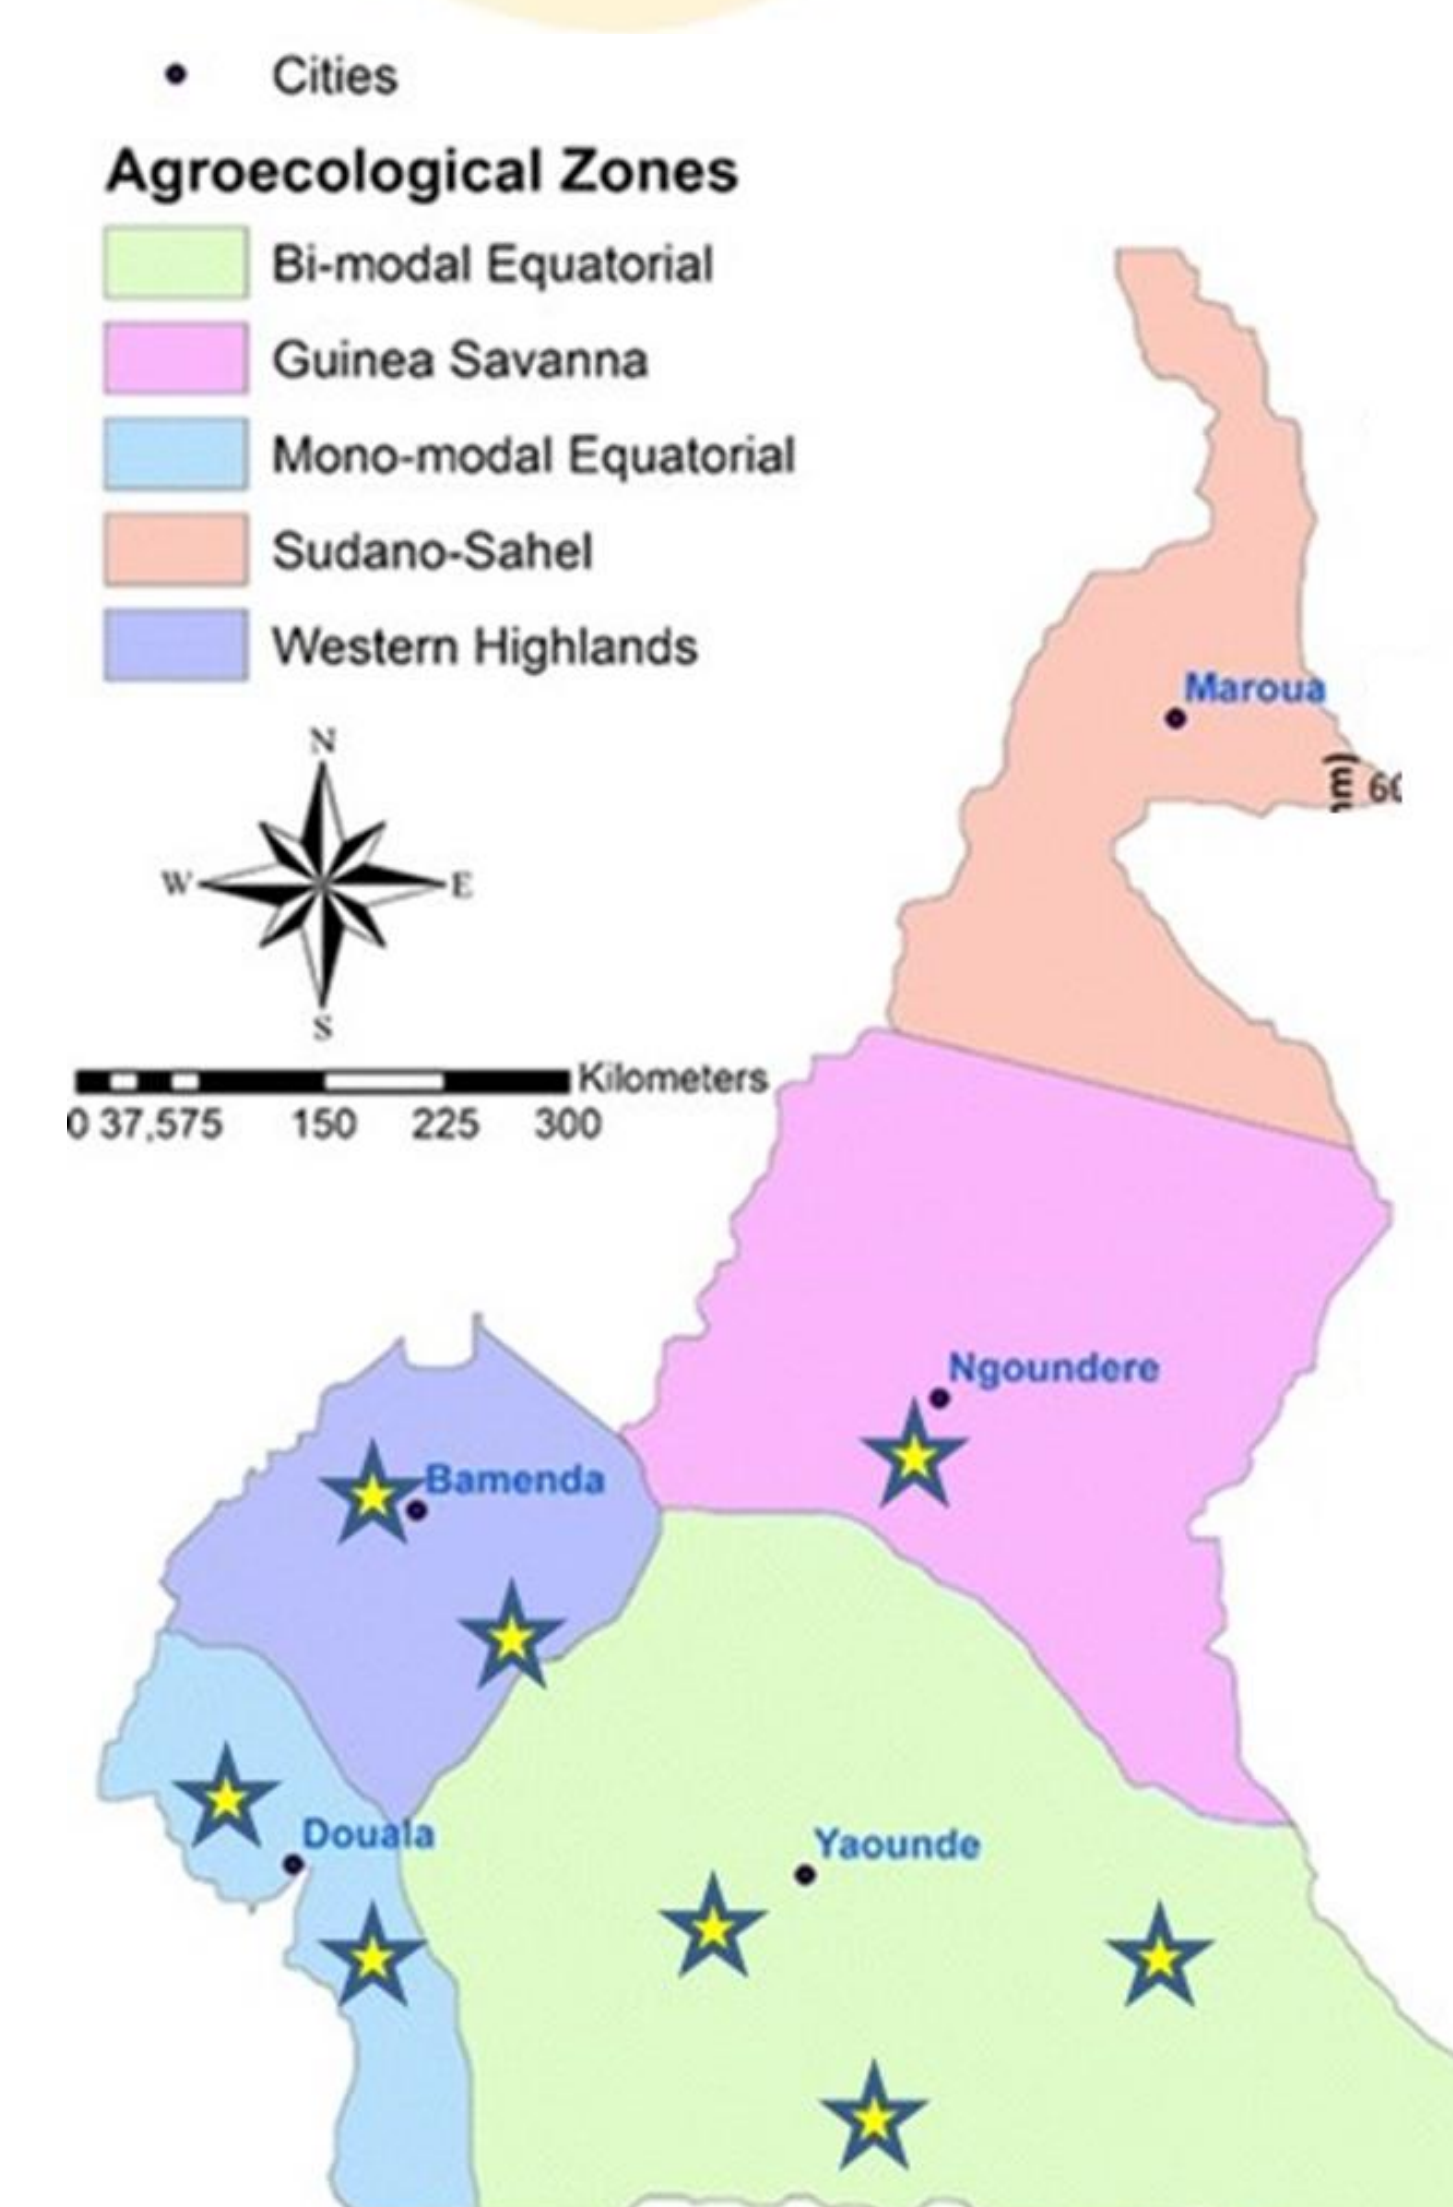 Cities
Agroecological Zones
Bi-modal Equatorial
Guinea Savanna
Mono-modal Equatorial
Sudano-Sahel
Western Highlands
N
W E
S
Kilometers
0 37,575 150 225 300
Maroua
Ngoundere
Bamenda
Douala
Yaounde